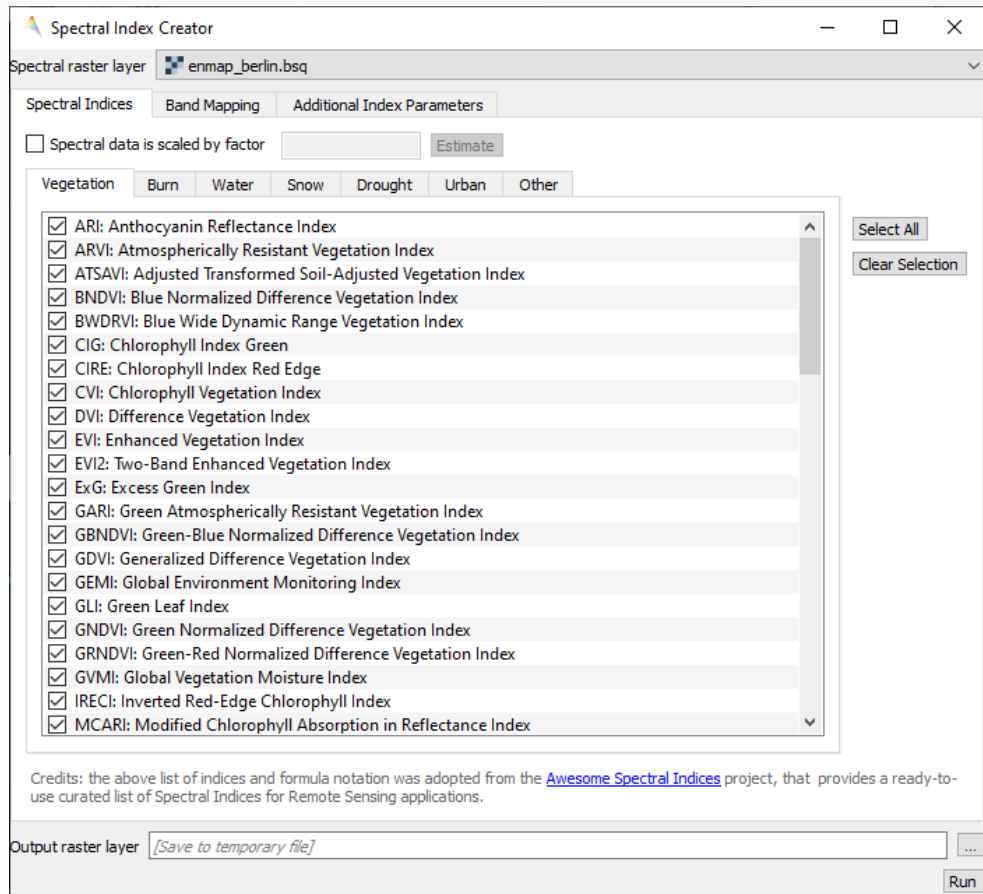 Spectral Index Creator
Spectral raster layer enmap_berlin.bsq
Spectral Indices Band Mapping Additional Index Parameters
Spectral data is scaled by factor Estimate
Vegetation Burn Water Snow Drought Urban Other
ARI: Anthocyanin Reflectance Index
ARVI: Atmospherically Resistant Vegetation Index
ATSAVI: Adjusted Transformed Soil-Adjusted Vegetation Index
BNDVI: Blue Normalized Difference Vegetation Index
BWDRVI: Blue Wide Dynamic Range Vegetation Index
CIG: Chlorophyll Index Green
CIRE: Chlorophyll Index Red Edge
CVI: Chlorophyll Vegetation Index
DVI: Difference Vegetation Index
EVI: Enhanced Vegetation Index
EVI2: Two-Band Enhanced Vegetation Index
ExG: Excess Green Index
GARI: Green Atmospherically Resistant Vegetation Index
GBNDVI: Green-Blue Normalized Difference Vegetation Index
GDVI: Generalized Difference Vegetation Index
GEMI: Global Environment Monitoring Index
GLI: Green Leaf Index
GNDVI: Green Normalized Difference Vegetation Index
GRNDVI: Green-Red Normalized Difference Vegetation Index
GVMI: Global Vegetation Moisture Index
IRECI: Inverted Red-Edge Chlorophyll Index
MCARI: Modified Chlorophyll Absorption in Reflectance Index
Select All
Clear Selection
Credits: the above list of indices and formula notation was adopted from the Awesome Spectral Indices project, that provides a ready-to-
use curated list of Spectral Indices for Remote Sensing applications.
Output raster layer [Save to temporary file] ...
Run